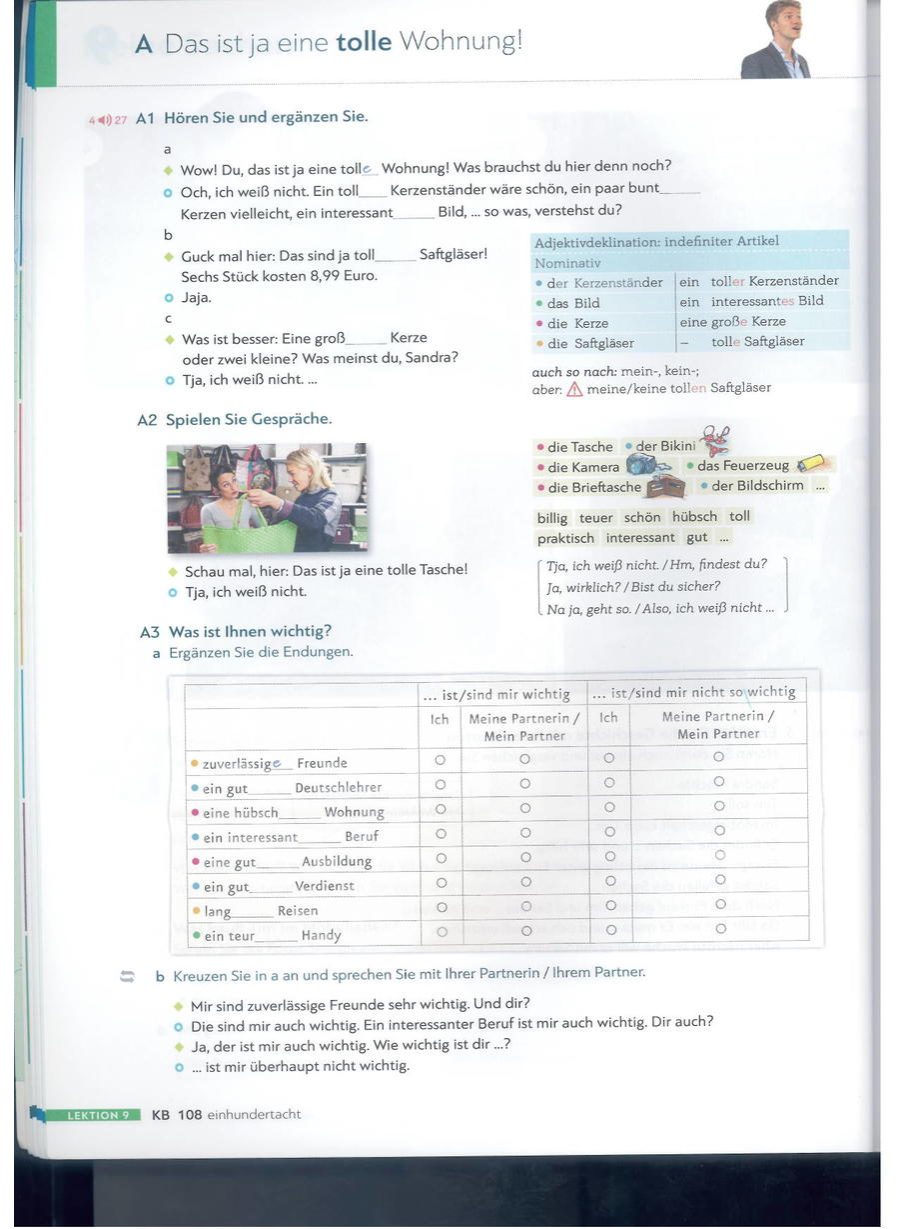 A Das ist ja eine tolle Wohnung!
4 27 A1 Hören Sie und ergänzen Sie.
a
Wow! Du, das ist ja eine tolle Wohnung! Was brauchst du hier denn noch?
Och, ich weiß nicht. Ein toll____ Kerzenständer wäre schön, ein paar bunt____
Kerzen vielleicht, ein interessant____ Bild, ... so was, verstehst du?
b
Guck mal hier: Das sind ja toll____ Saftgläser!
Sechs Stück kosten 8,99 Euro.
Jaja.
c
Was ist besser: Eine groß____ Kerze
oder zwei kleine? Was meinst du, Sandra?
Tja, ich weiß nicht. ...
Adjektivdeklination: indefiniter Artikel
Nominativ
• der Kerzenständer ein toller Kerzenständer
• das Bild ein interessantes Bild
• die Kerze eine große Kerze
• die Saftgläser – tolle Saftgläser
auch so nach: mein-, kein-;
aber: ⚠ meine/keine tollen Saftgläser
A2 Spielen Sie Gespräche.
Schau mal, hier: Das ist ja eine tolle Tasche!
Tja, ich weiß nicht.
• die Tasche • der Bikini
• die Kamera • das Feuerzeug
• die Brieftasche • der Bildschirm ...
billig teuer schön hübsch toll
praktisch interessant gut ...
Tja, ich weiß nicht. / Hm, findest du?
Ja, wirklich? / Bist du sicher?
Na ja, geht so. / Also, ich weiß nicht ...
A3 Was ist Ihnen wichtig?
a Ergänzen Sie die Endungen.
... ist/sind mir wichtig ... ist/sind mir nicht so wichtig
Ich Meine Partnerin / Mein Partner Ich Meine Partnerin / Mein Partner
• zuverlässige Freunde
• ein gut____ Deutschlehrer
• eine hübsch____ Wohnung
• ein interessant____ Beruf
• eine gut____ Ausbildung
• ein gut____ Verdienst
• lang____ Reisen
• ein teur____ Handy
b Kreuzen Sie in a an und sprechen Sie mit Ihrer Partnerin / Ihrem Partner.
Mir sind zuverlässige Freunde sehr wichtig. Und dir?
Die sind mir auch wichtig. Ein interessanter Beruf ist mir auch wichtig. Dir auch?
Ja, der ist mir auch wichtig. Wie wichtig ist dir ...?
... ist mir überhaupt nicht wichtig.
LEKTION 9 KB 108 einhundertacht